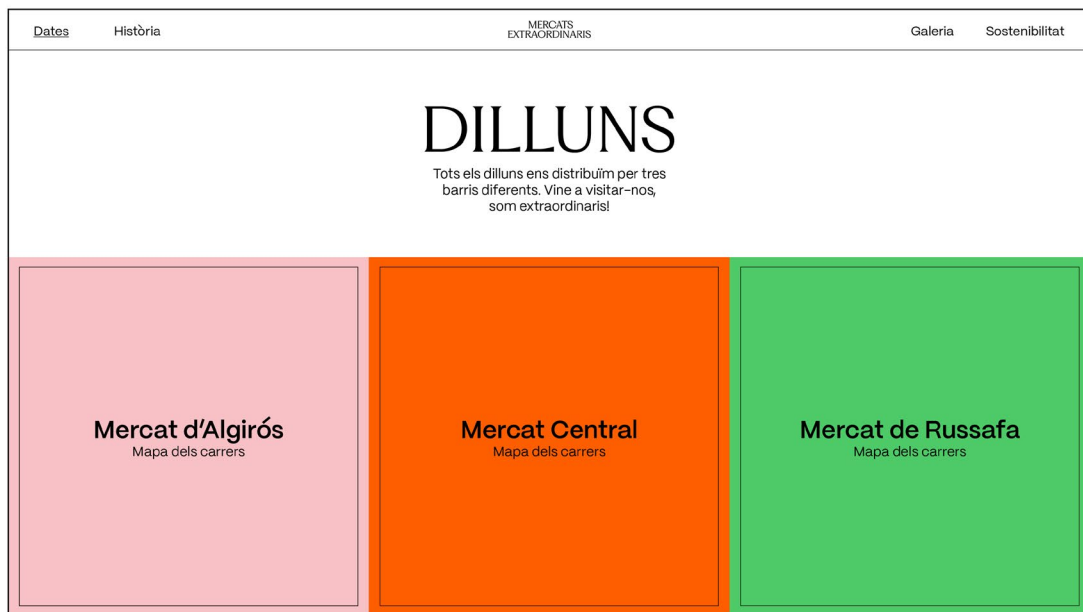 Dates
Història
MERCATS
EXTRAORDINARIS
Galeria
Sostenibilitat
DILLUNS
Tots els dilluns ens distribuïm per tres
barris diferents. Vine a visitar-nos,
som extraordinaris!
Mercat d'Algirós
Mapa dels carrers
Mercat Central
Mapa dels carrers
Mercat de Russafa
Mapa dels carrers